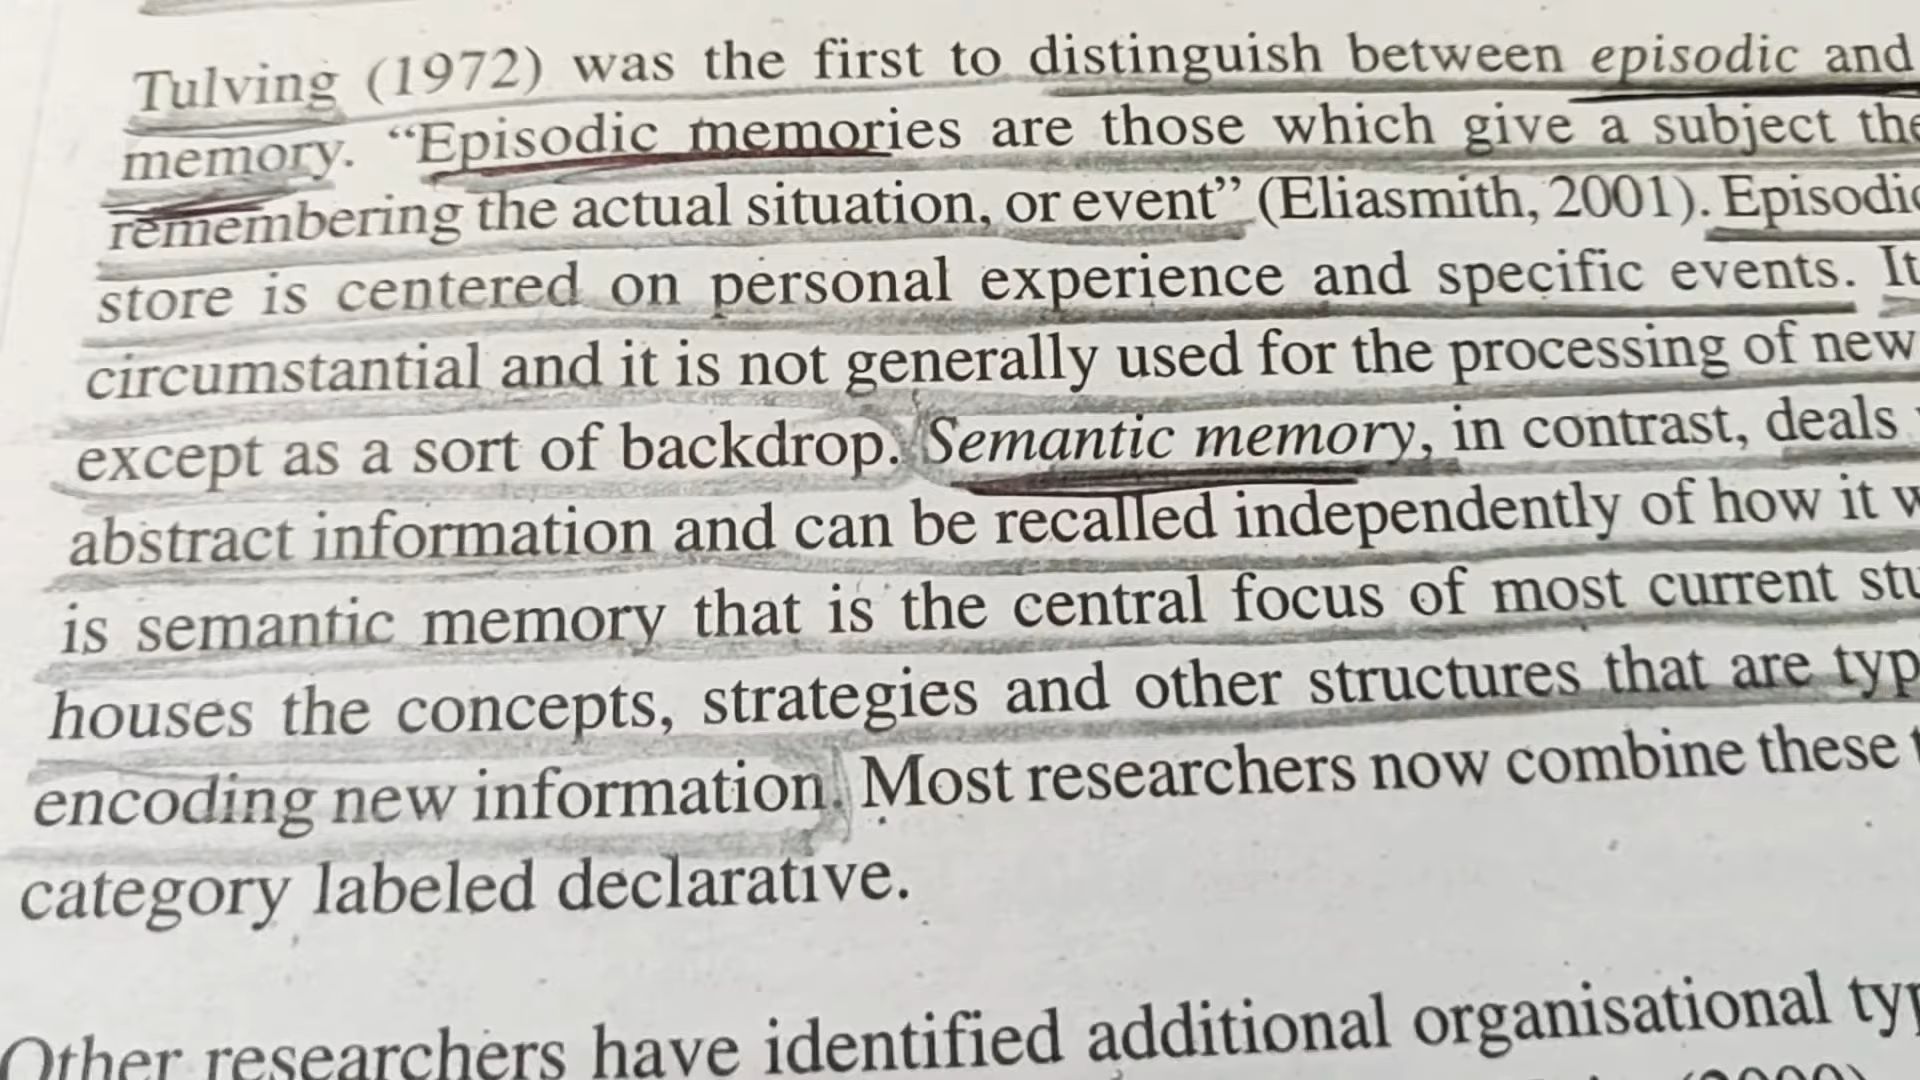 Tulving (1972) was the first to distinguish between episodic and
memory. “Episodic memories are those which give a subject the
remembering the actual situation, or event” (Eliasmith, 2001). Episodic
store is centered on personal experience and specific events. It
circumstantial and it is not generally used for the processing of new
except as a sort of backdrop. Semantic memory, in contrast, deals
abstract information and can be recalled independently of how it
is semantic memory that is the central focus of most current
houses the concepts, strategies and other structures that are
encoding new information. Most researchers now combine these
category labeled declarative.
Other researchers have identified additional organisational